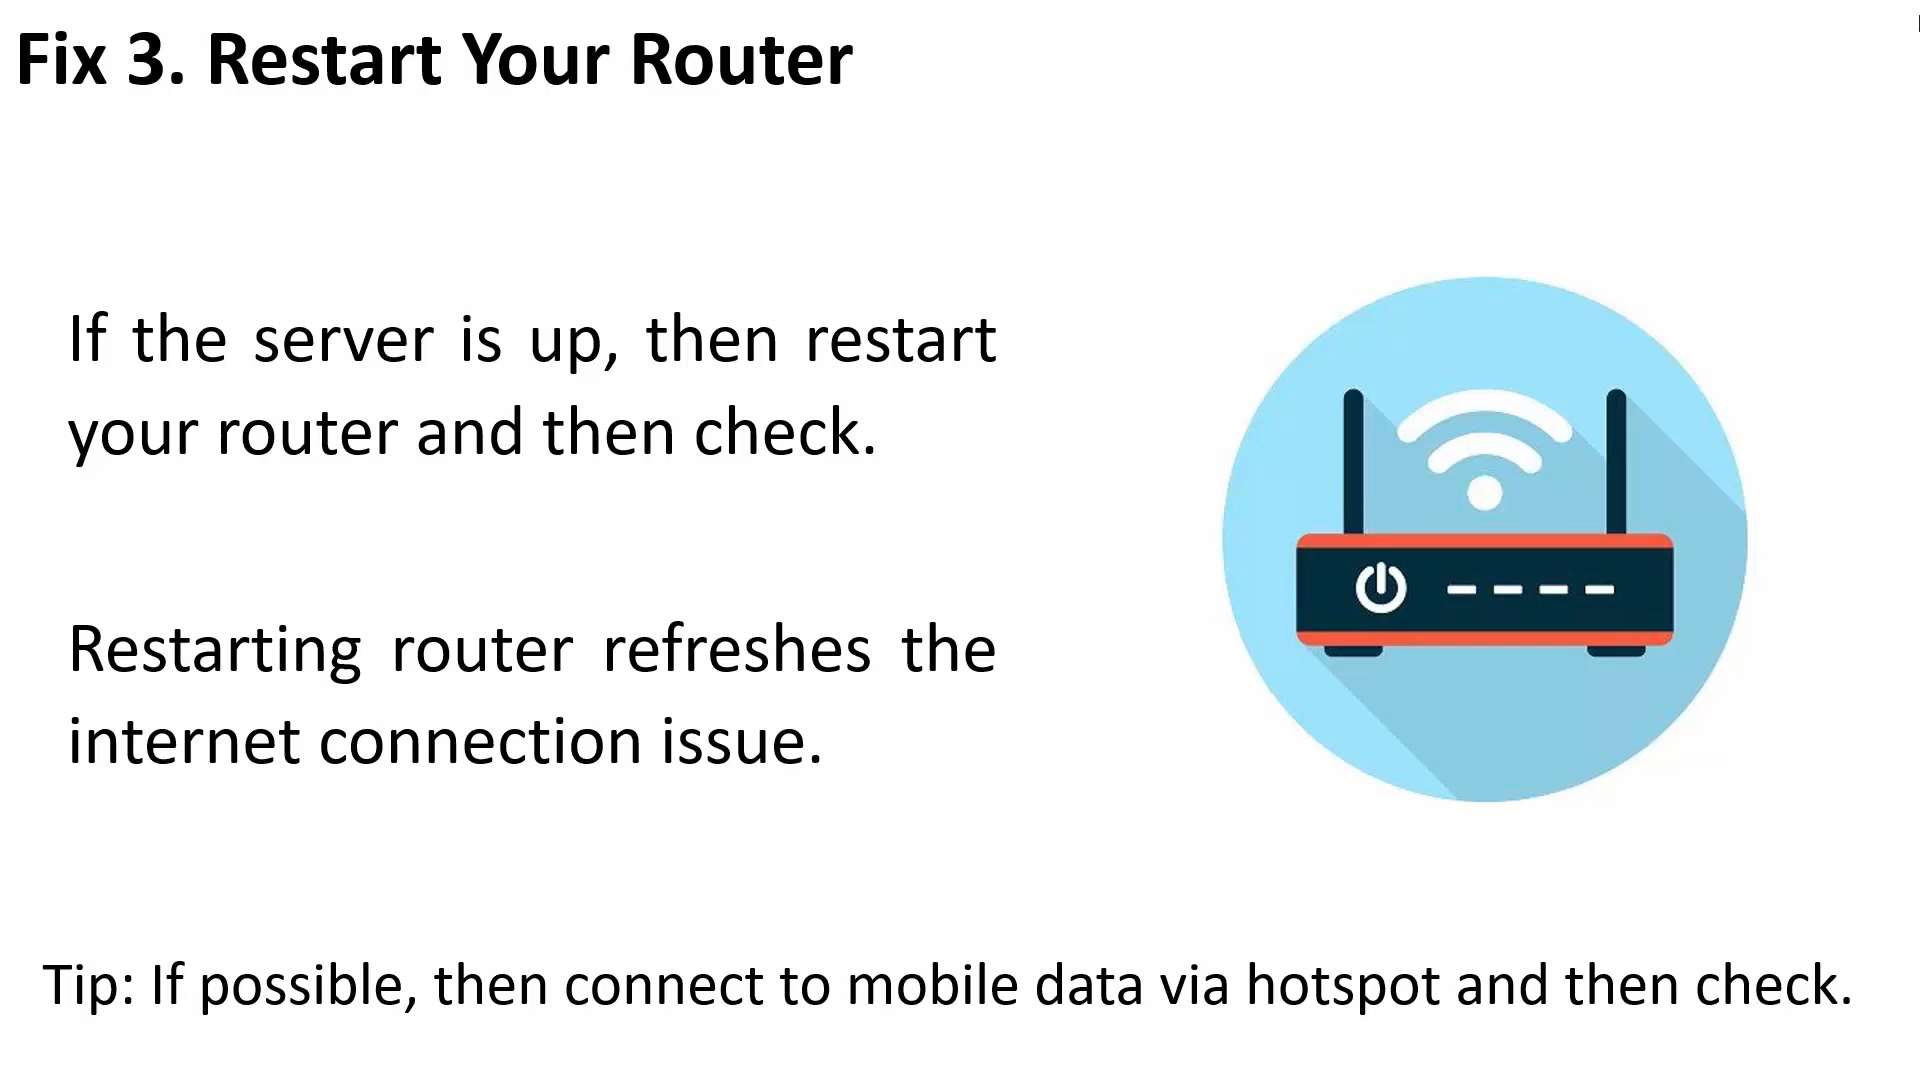 Fix 3. Restart Your Router
If the server is up, then restart
your router and then check.
Restarting router refreshes the
internet connection issue.
Tip: If possible, then connect to mobile data via hotspot and then check.